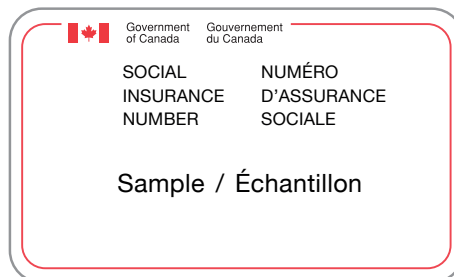 Government Gouvernement
of Canada du Canada
SOCIAL NUMÉRO
INSURANCE D'ASSURANCE
NUMBER SOCIALE
Sample / Échantillon